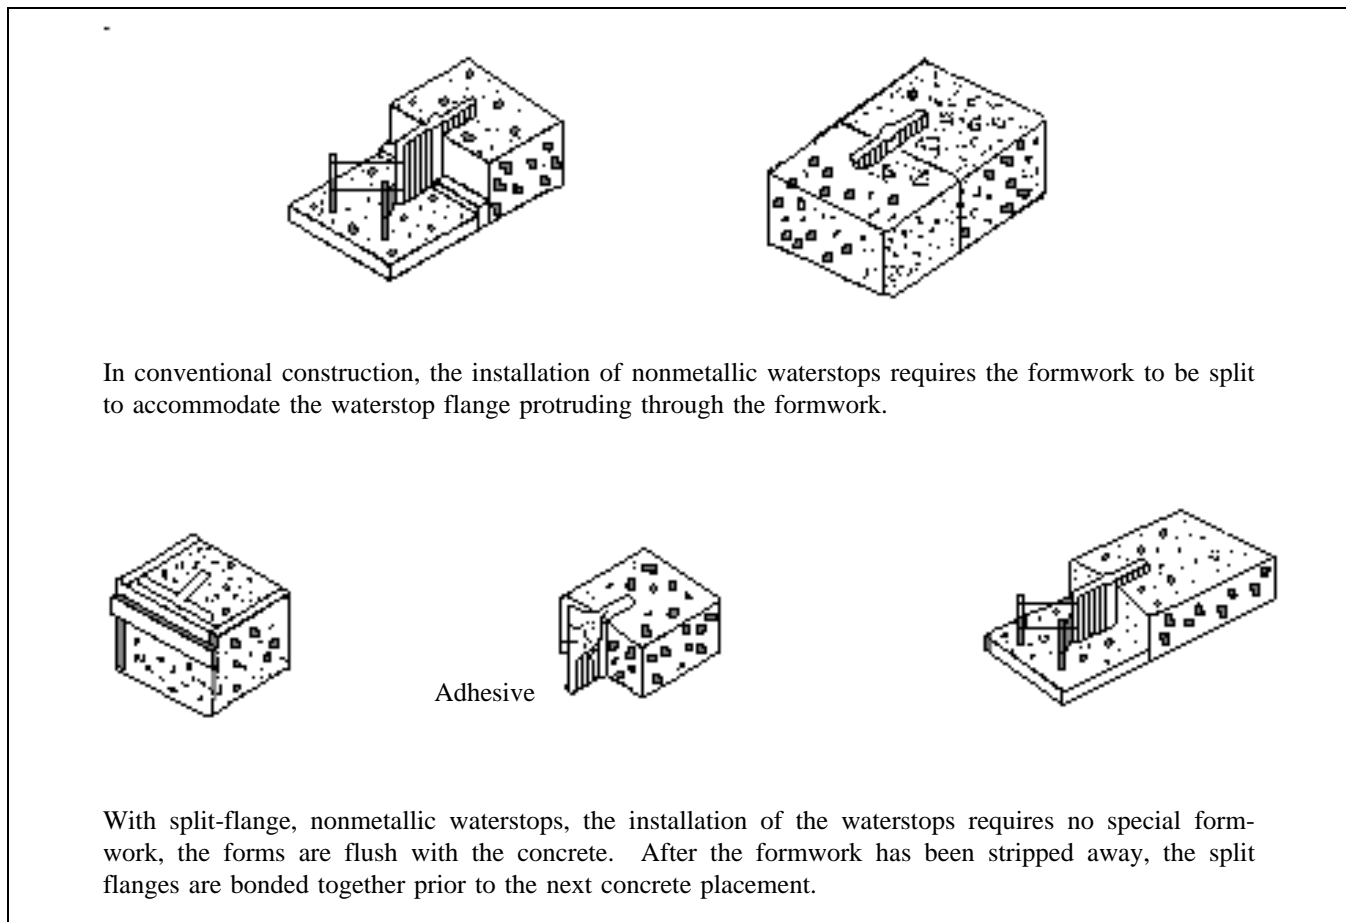 In conventional construction, the installation of nonmetallic waterstops requires the formwork to be split
to accommodate the waterstop flange protruding through the formwork.
Adhesive
With split-flange, nonmetallic waterstops, the installation of the waterstops requires no special form-
work, the forms are flush with the concrete. After the formwork has been stripped away, the split
flanges are bonded together prior to the next concrete placement.